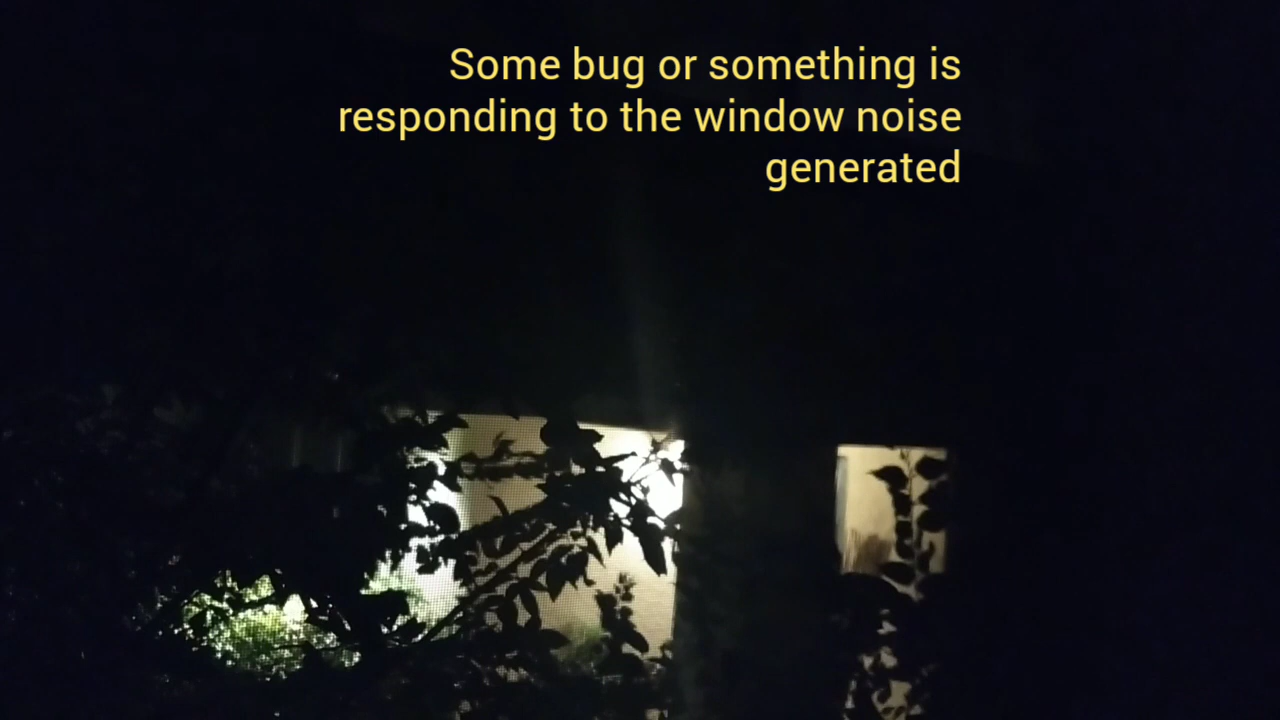 Some bug or something is
responding to the window noise
generated